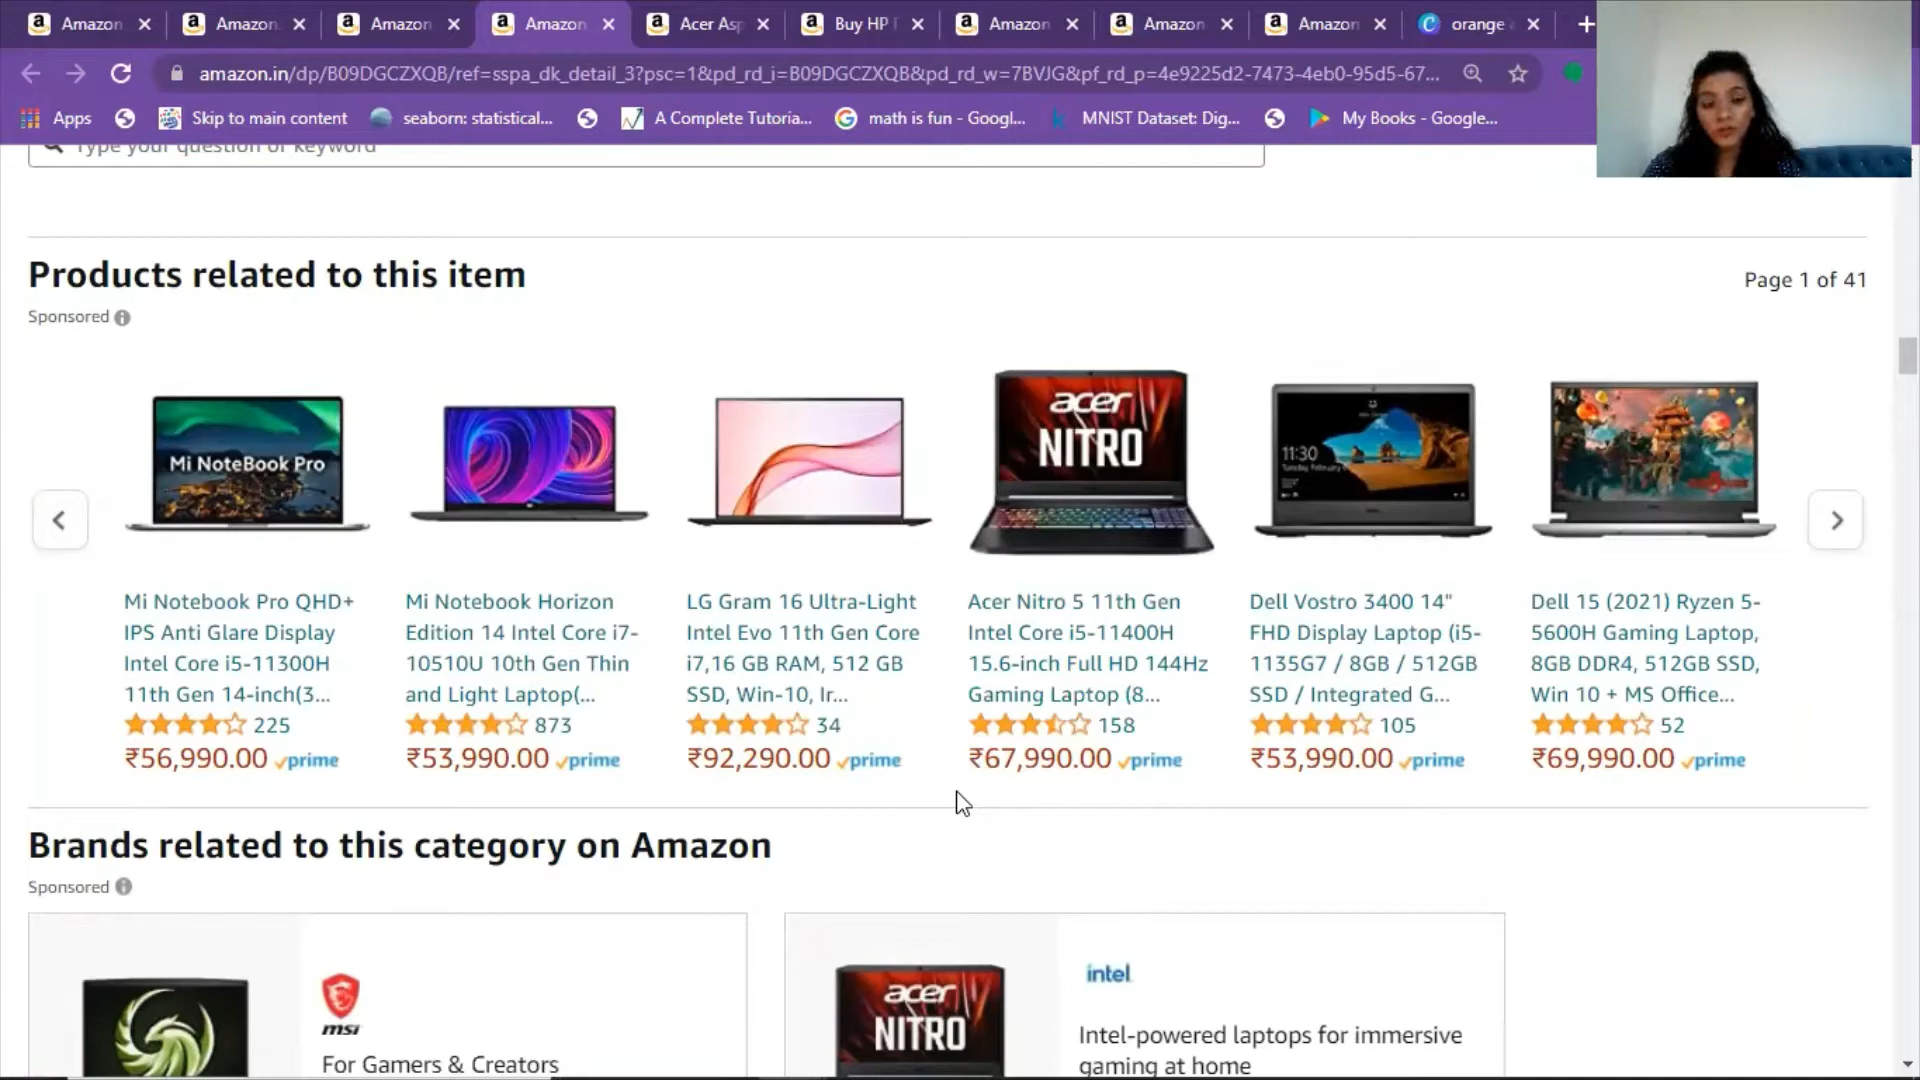 Amazon
Amazon
Amazon
Amazon
Acer Asp
Buy HP
Amazon
Amazon
Amazon
orange
amazon.in/dp/B09DGCZXQB/ref=sspa_dk_detail_3?psc=1&pd_rd_i=B09DGCZXQB&pd_rd_w=7BVJG&pf_rd_p=4e9225d2-7473-4eb0-95d5-67...
Apps
Skip to main content
seaborn: statistical...
A Complete Tutoria...
math is fun - Googl...
MNIST Dataset: Dig...
My Books - Google...
Type your question or keyword
Products related to this item
Page 1 of 41
Sponsored
Mi NoteBook Pro
acer
NITRO
11:30
Mi Notebook Pro QHD+
IPS Anti Glare Display
Intel Core i5-11300H
11th Gen 14-inch(3...
225
₹56,990.00 prime
Mi Notebook Horizon
Edition 14 Intel Core i7-
10510U 10th Gen Thin
and Light Laptop(...
873
₹53,990.00 prime
LG Gram 16 Ultra-Light
Intel Evo 11th Gen Core
i7,16 GB RAM, 512 GB
SSD, Win-10, Ir...
34
₹92,290.00 prime
Acer Nitro 5 11th Gen
Intel Core i5-11400H
15.6-inch Full HD 144Hz
Gaming Laptop (8...
158
₹67,990.00 prime
Dell Vostro 3400 14"
FHD Display Laptop (i5-
1135G7 / 8GB / 512GB
SSD / Integrated G...
105
₹53,990.00 prime
Dell 15 (2021) Ryzen 5-
5600H Gaming Laptop,
8GB DDR4, 512GB SSD,
Win 10 + MS Office...
52
₹69,990.00 prime
Brands related to this category on Amazon
Sponsored
msi
For Gamers & Creators
acer
NITRO
intel
Intel-powered laptops for immersive
gaming at home